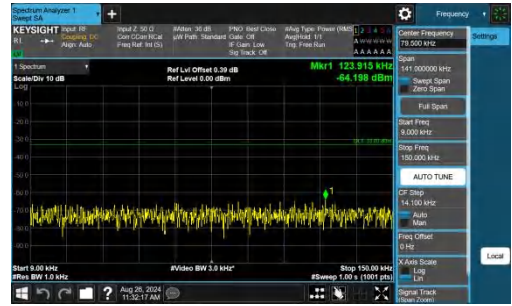 Spectrum Analyzer 1
Swept SA
Frequency
KEYSIGHT Input: RF
Coupling: DC
Align: Auto
Input Z: 50 Ω
Corr CCorr RCal
Freq Ref: Int (S)
#Atten: 30 dB
µW Path: Standard
PNO: Best Close
Gate: Off
IF Gain: Low
Sig Track: Off
#Avg Type: Power (RMS)
Avg|Hold: 1/1
Trig: Free Run
1 Spectrum
Scale/Div 10 dB
Log
Ref Lvl Offset 0.39 dB
Ref Level 0.00 dBm
Mkr1 123.915 kHz
-64.198 dBm
-10.0
-20.0
-30.0
-40.0
-50.0
-60.0
-70.0
-80.0
-90.0
1
Start 9.00 kHz
#Res BW 1.0 kHz
#Video BW 3.0 kHz*
Stop 150.00 kHz
#Sweep 1.00 s (1001 pts)
Aug 26, 2024
11:32:17 AM
Center Frequency
79.500 kHz
Settings
Span
141.000000 kHz
Swept Span
Zero Span
Full Span
Start Freq
9.000 kHz
Stop Freq
150.000 kHz
AUTO TUNE
CF Step
14.100 kHz
Auto
Man
Freq Offset
0 Hz
X Axis Scale
Log
Lin
Signal Track
(Span Zoom)
Local